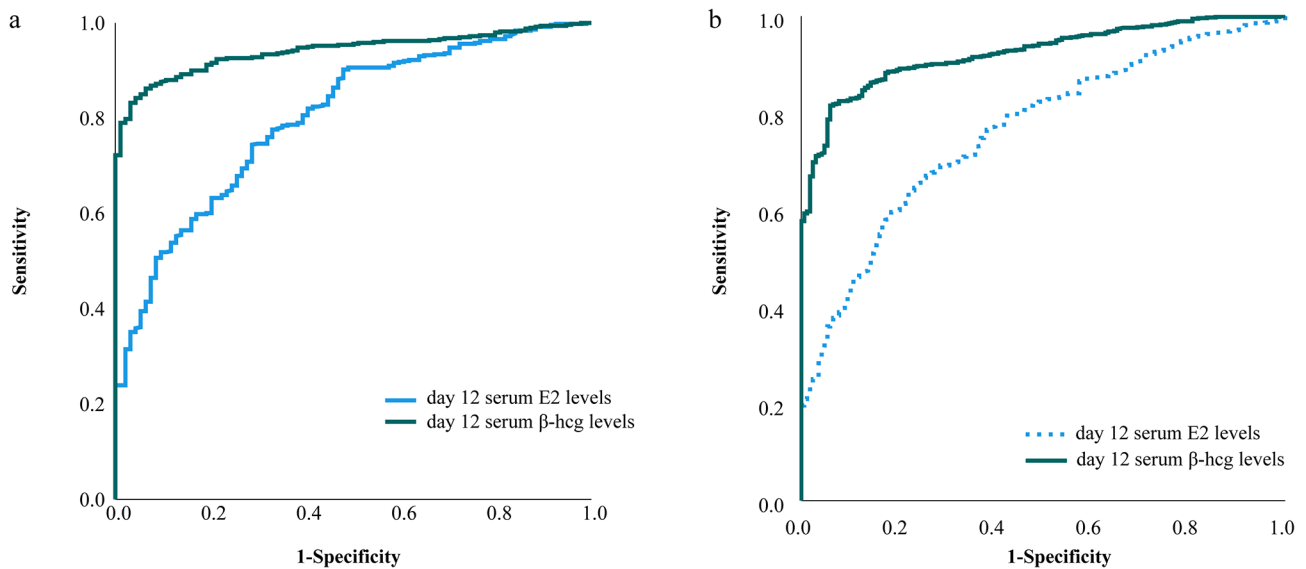 a
1.0
0.8
0.6
0.4
0.2
0.0
Sensitivity
0.0 0.2 0.4 0.6 0.8 1.0
1-Specificity
day 12 serum E2 levels
day 12 serum β-hcg levels
b
1.0
0.8
0.6
0.4
0.2
0.0
Sensitivity
0.0 0.2 0.4 0.6 0.8 1.0
1-Specificity
day 12 serum E2 levels
day 12 serum β-hcg levels